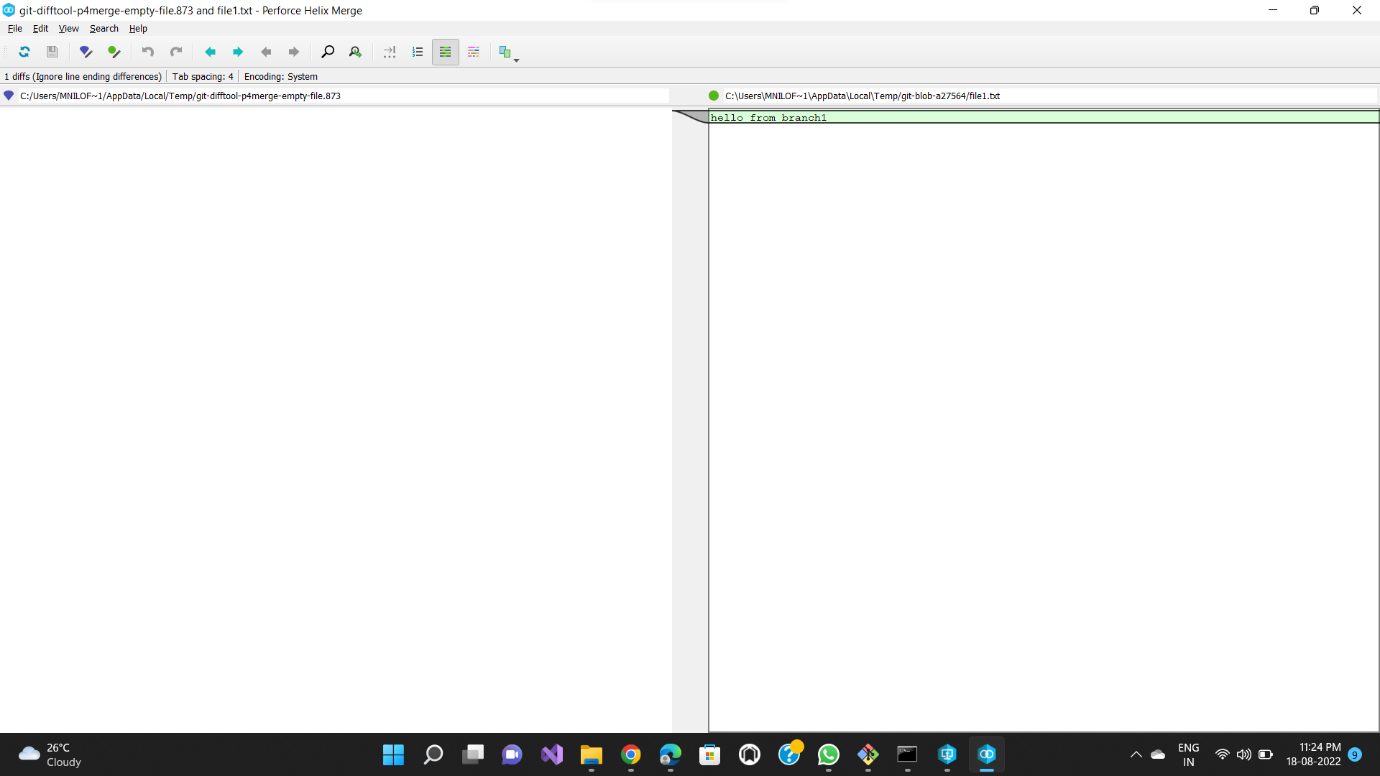 git-difftool-p4merge-empty-file.873 and file1.txt - Perforce Helix Merge
File Edit View Search Help
1 diffs (Ignore line ending differences) Tab spacing: 4 Encoding: System
C:/Users/MNILOF~1/AppData/Local/Temp/git-difftool-p4merge-empty-file.873
C:\Users\MNILOF~1\AppData\Local\Temp/git-blob-a27564/file1.txt
hello from branch1
26°C
Cloudy
ENG
IN
11:24 PM
18-08-2022
9